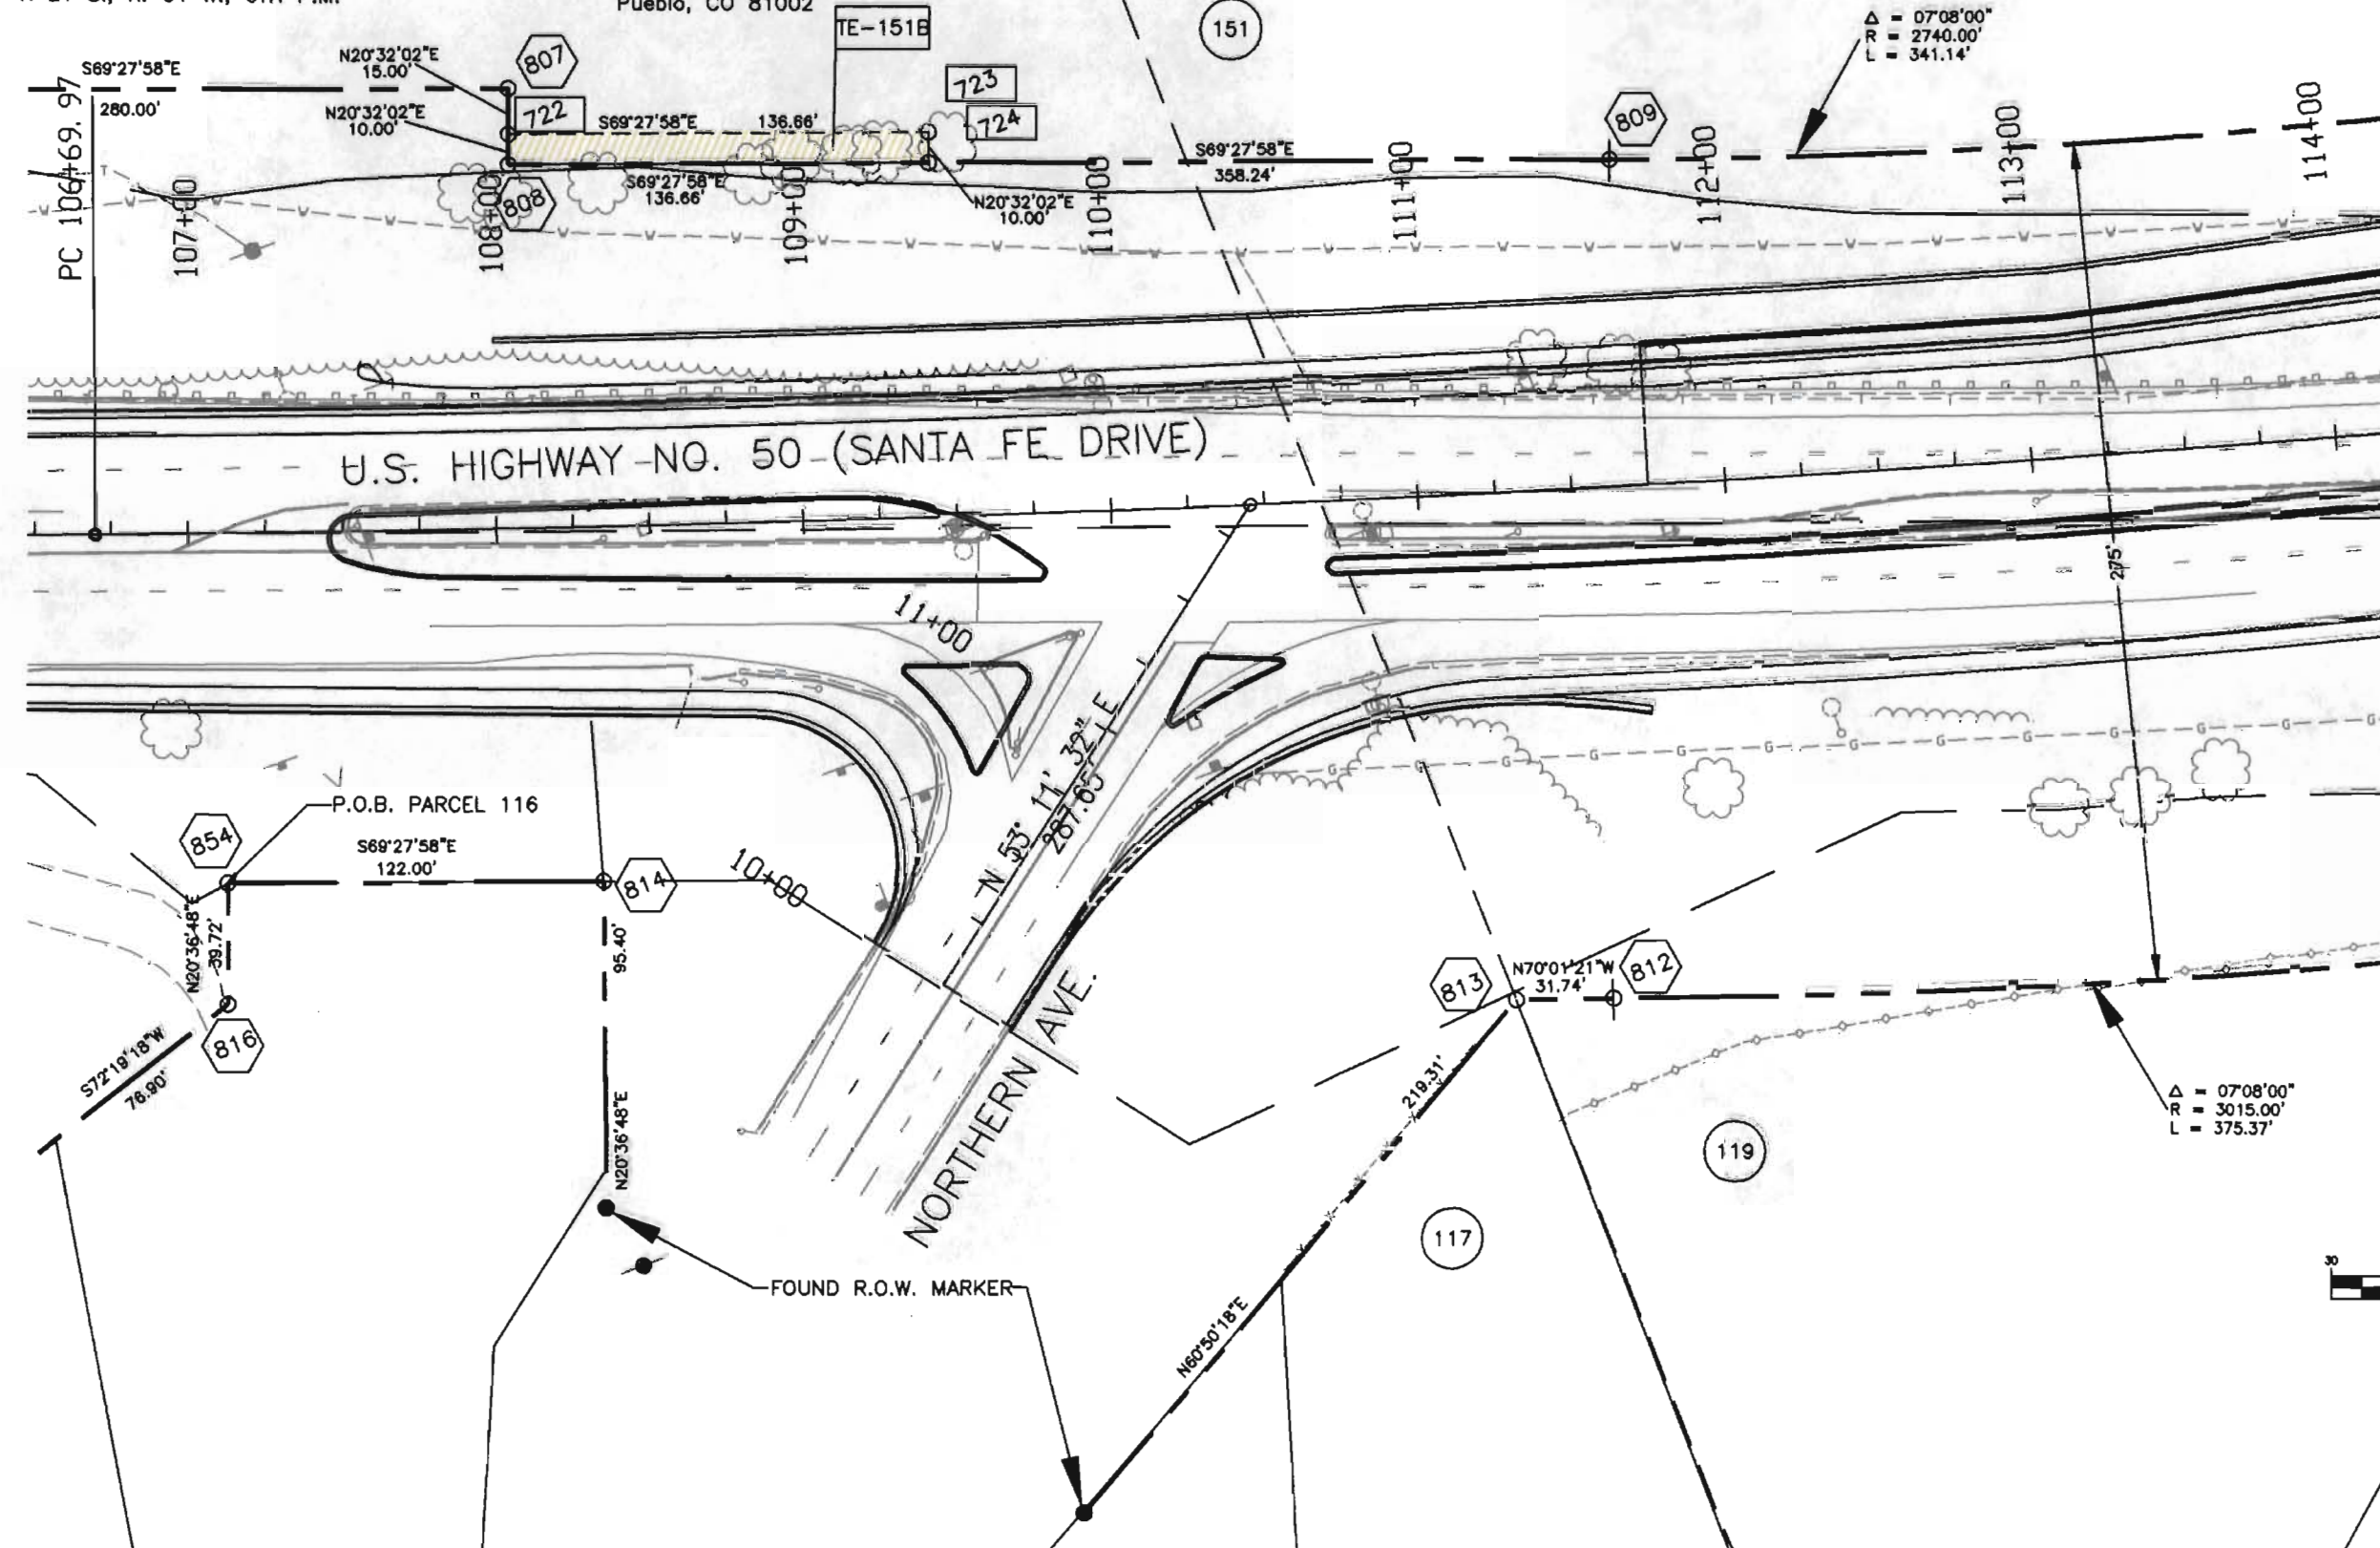 Pueblo, CO 81002
TE-151B
151
Δ = 07°08'00"
R = 2740.00'
L = 341.14'
S69°27'58"E
280.00'
N20°32'02"E
15.00'
807
N20°32'02"E
10.00'
722
S69°27'58"E 136.66'
723
724
809
S69°27'58"E
358.24'
S69°27'58"E
136.66'
808
N20°32'02"E
10.00'
PC 106+69.97
107+00
108+00
109+00
110+00
111+00
112+00
113+00
114+00
U.S. HIGHWAY NO. 50 (SANTA FE DRIVE)
275'
11+00
10+00
N 53° 11' 32" E
287.65'
P.O.B. PARCEL 116
854
S69°27'58"E
122.00'
814
N20°36'48"E
39.72'
816
S72°19'18"W
76.90'
95.40'
N20°36'48"E
NORTHERN AVE.
813
N70°01'21"W
31.74'
812
219.31'
N60°50'18"E
119
117
Δ = 07°08'00"
R = 3015.00'
L = 375.37'
FOUND R.O.W. MARKER
30